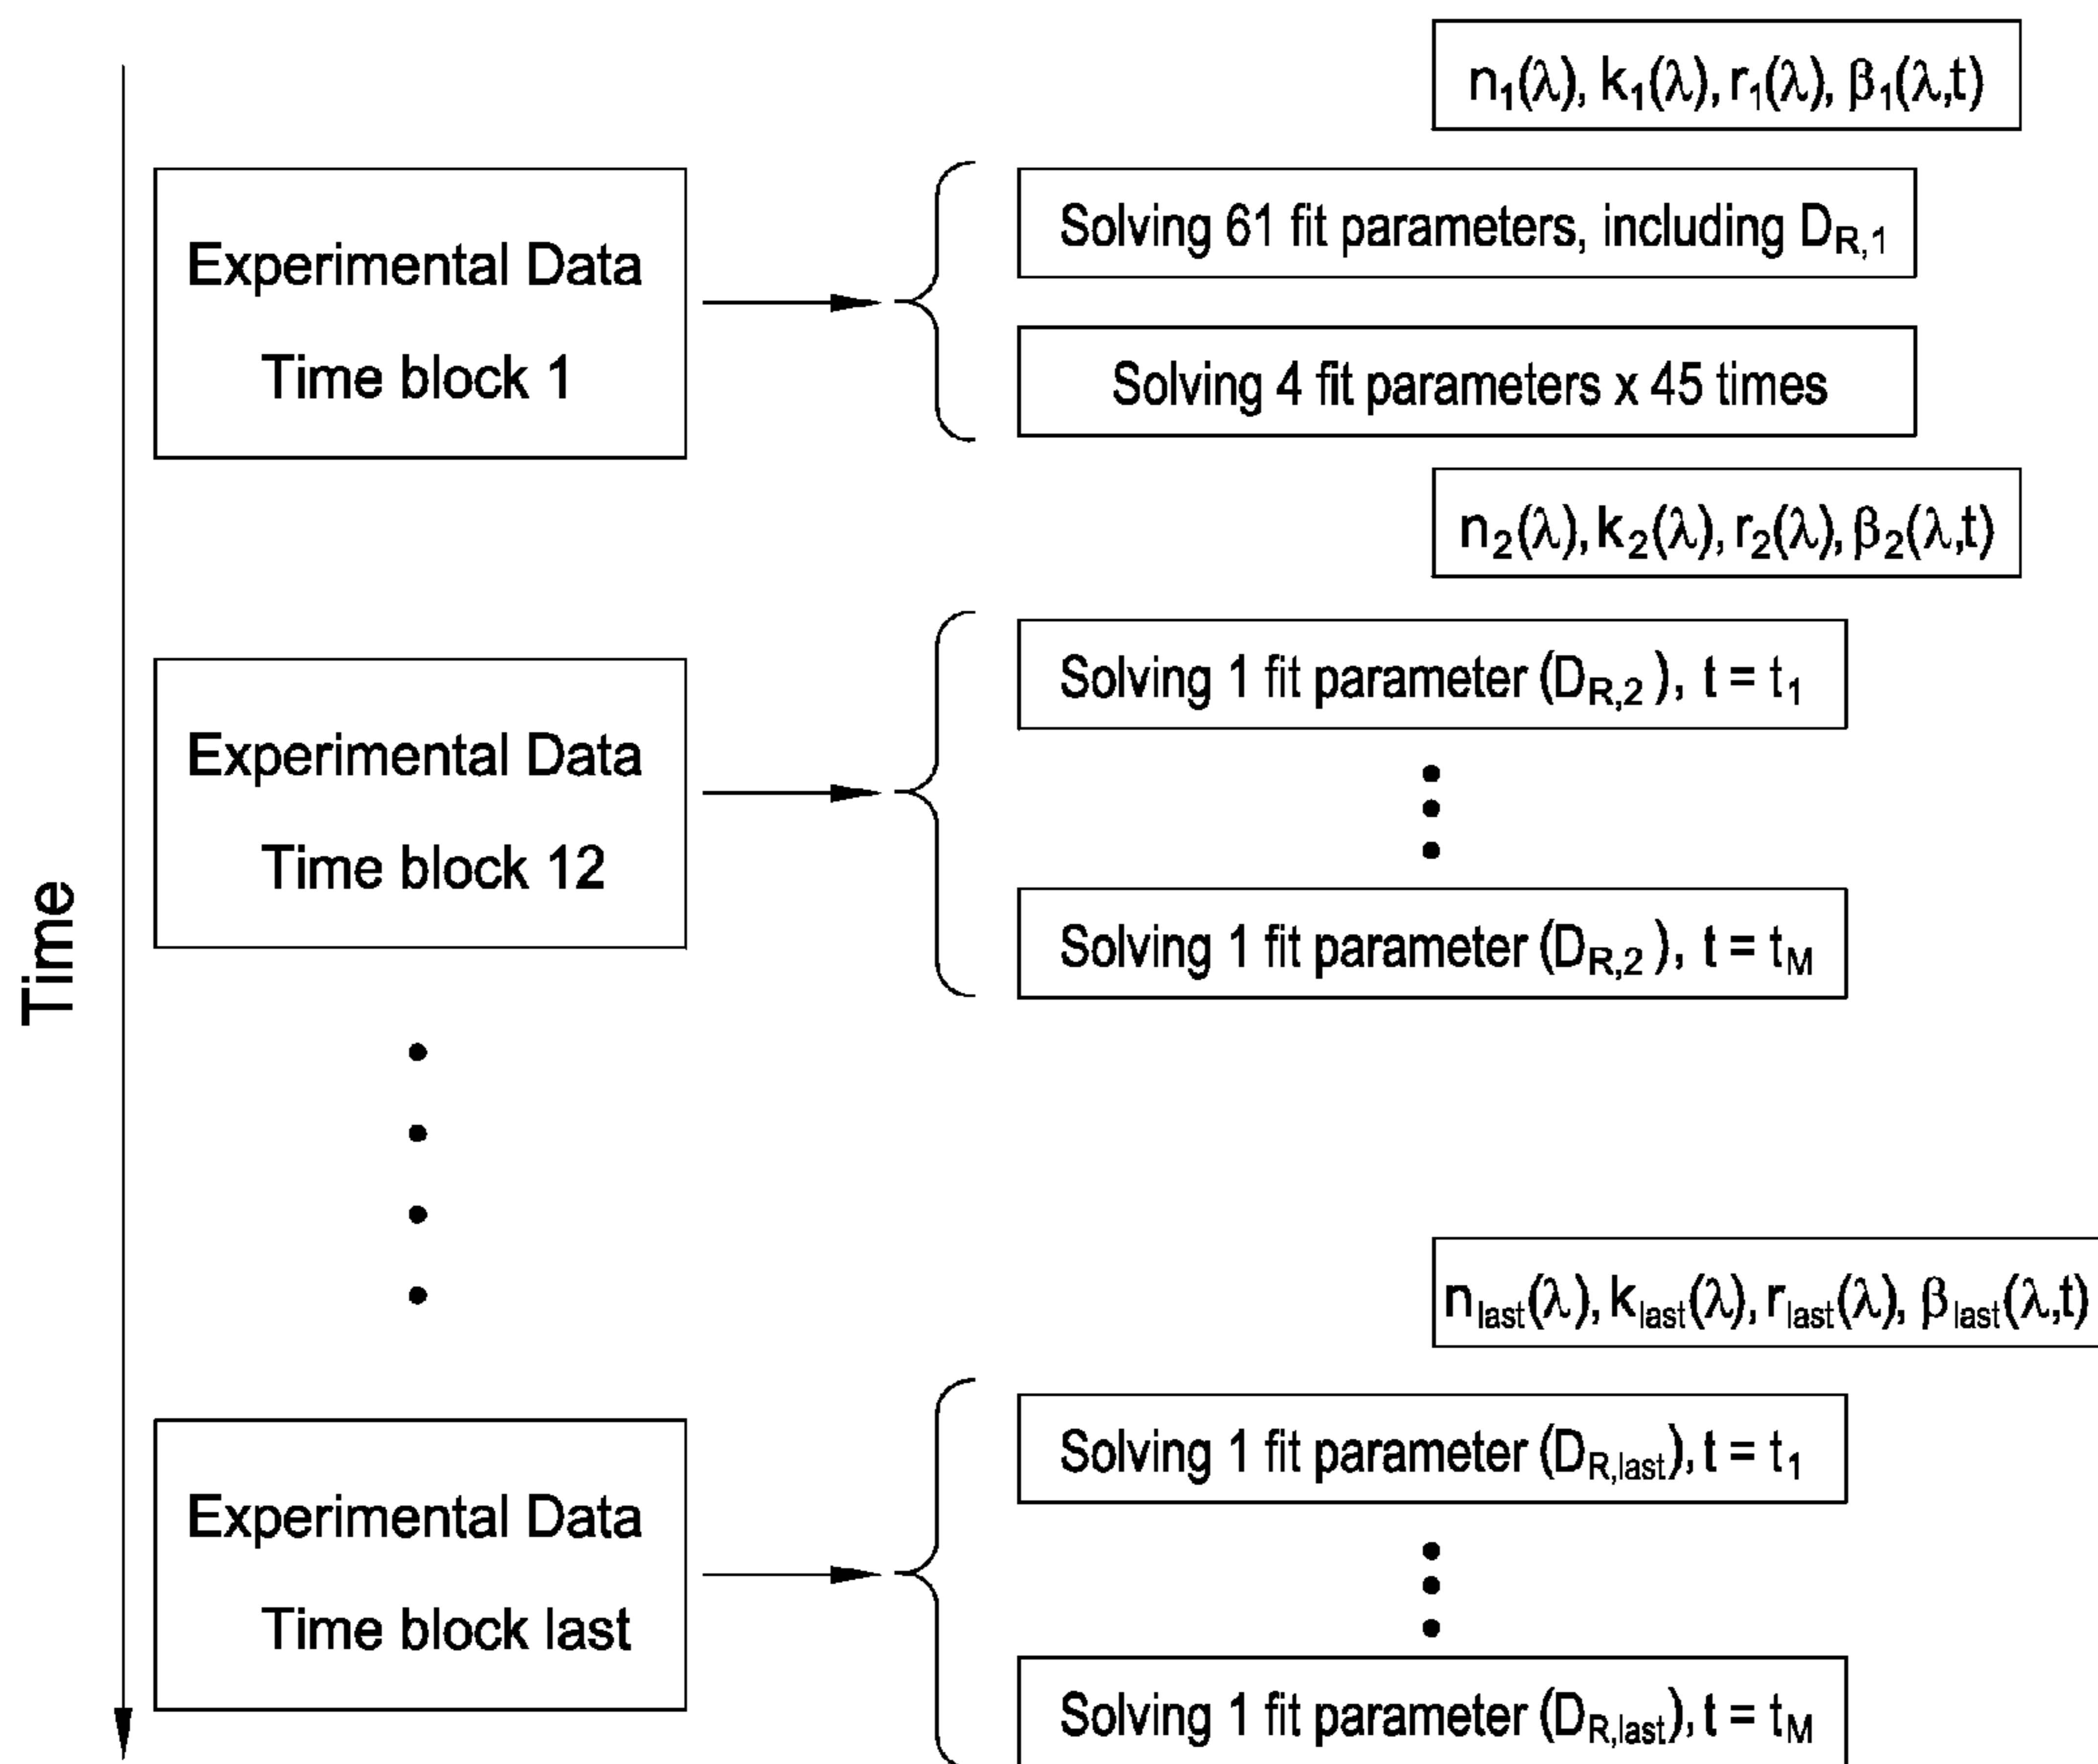 Time
n₁(λ), k₁(λ), r₁(λ), β₁(λ,t)
Experimental Data
Time block 1
Solving 61 fit parameters, including D_R,1
Solving 4 fit parameters x 45 times
n₂(λ), k₂(λ), r₂(λ), β₂(λ,t)
Experimental Data
Time block 12
Solving 1 fit parameter (D_R,2 ), t = t₁
Solving 1 fit parameter (D_R,2 ), t = t_M
n_last(λ), k_last(λ), r_last(λ), β_last(λ,t)
Experimental Data
Time block last
Solving 1 fit parameter (D_R,last), t = t₁
Solving 1 fit parameter (D_R,last), t = t_M